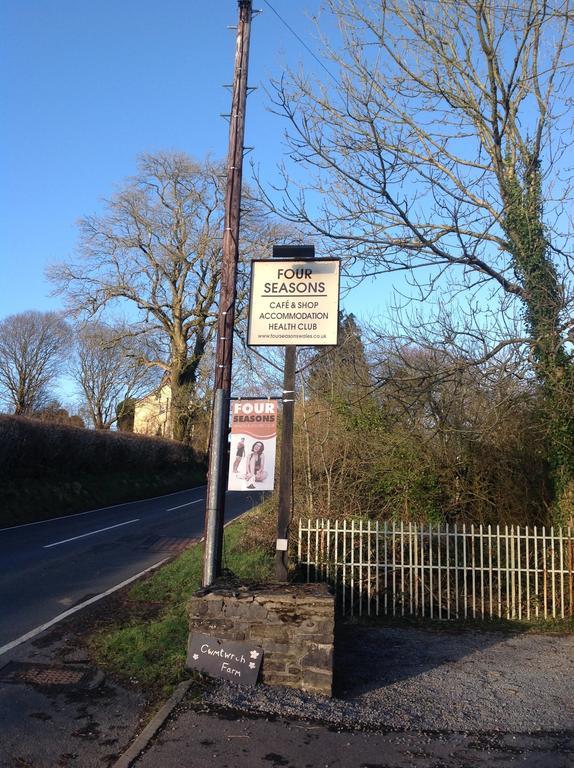 FOUR
SEASONS
CAFÉ & SHOP
ACCOMMODATION
HEALTH CLUB
www.fourseasonswales.co.uk
FOUR
SEASONS
Cwmtwrch
Farm